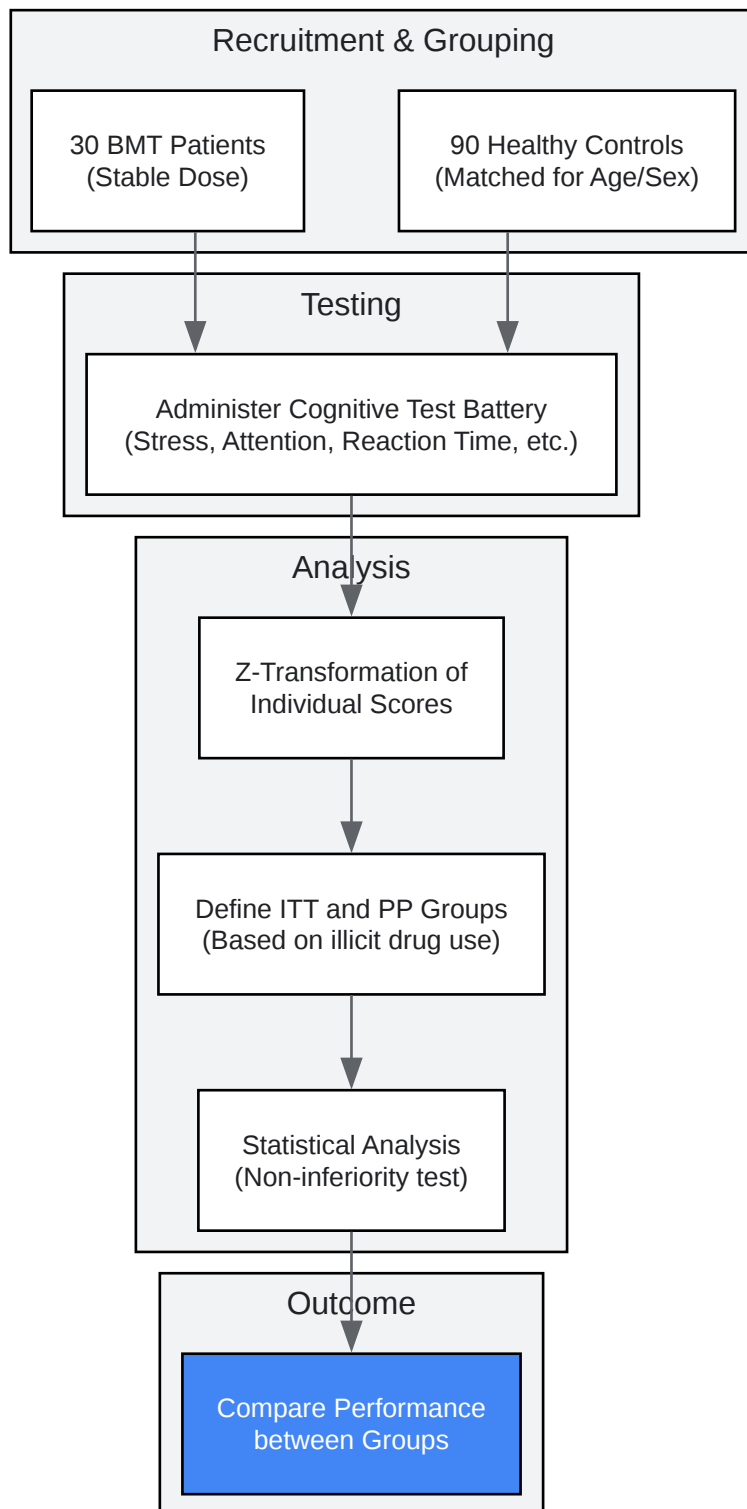 Recruitment & Grouping
30 BMT Patients
(Stable Dose)
90 Healthy Controls
(Matched for Age/Sex)
Testing
Administer Cognitive Test Battery
(Stress, Attention, Reaction Time, etc.)
Analysis
Z-Transformation of
Individual Scores
Define ITT and PP Groups
(Based on illicit drug use)
Statistical Analysis
(Non-inferiority test)
Outcome
Compare Performance
between Groups